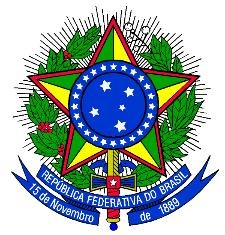 REPÚBLICA FEDERATIVA DO BRASIL
15 de Novembro de 1889